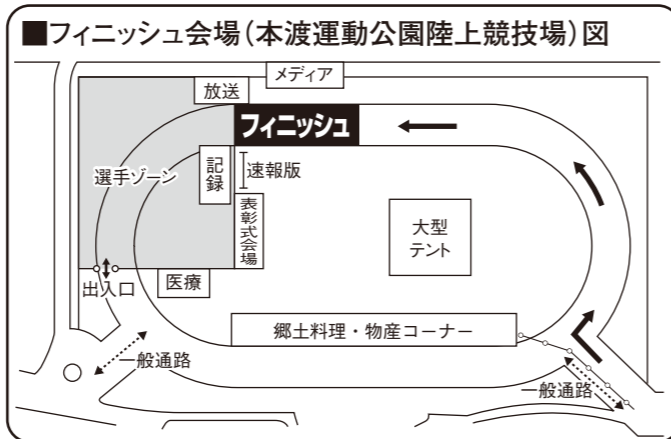 ■フィニッシュ会場(本渡運動公園陸上競技場)図
メディア
放送
フィニッシュ
選手ゾーン
記録
速報版
表彰式会場
大型
テント
出入口
医療
郷土料理・物産コーナー
一般通路
一般通路